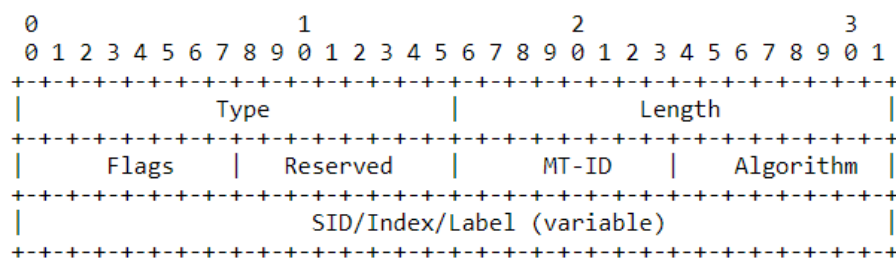 0                   1                   2                   3
 0 1 2 3 4 5 6 7 8 9 0 1 2 3 4 5 6 7 8 9 0 1 2 3 4 5 6 7 8 9 0 1
+-+-+-+-+-+-+-+-+-+-+-+-+-+-+-+-+-+-+-+-+-+-+-+-+-+-+-+-+-+-+-+-+
|              Type             |             Length            |
+-+-+-+-+-+-+-+-+-+-+-+-+-+-+-+-+-+-+-+-+-+-+-+-+-+-+-+-+-+-+-+-+
|      Flags    |   Reserved    |      MT-ID    |    Algorithm  |
+-+-+-+-+-+-+-+-+-+-+-+-+-+-+-+-+-+-+-+-+-+-+-+-+-+-+-+-+-+-+-+-+
|                     SID/Index/Label (variable)                |
+-+-+-+-+-+-+-+-+-+-+-+-+-+-+-+-+-+-+-+-+-+-+-+-+-+-+-+-+-+-+-+-+